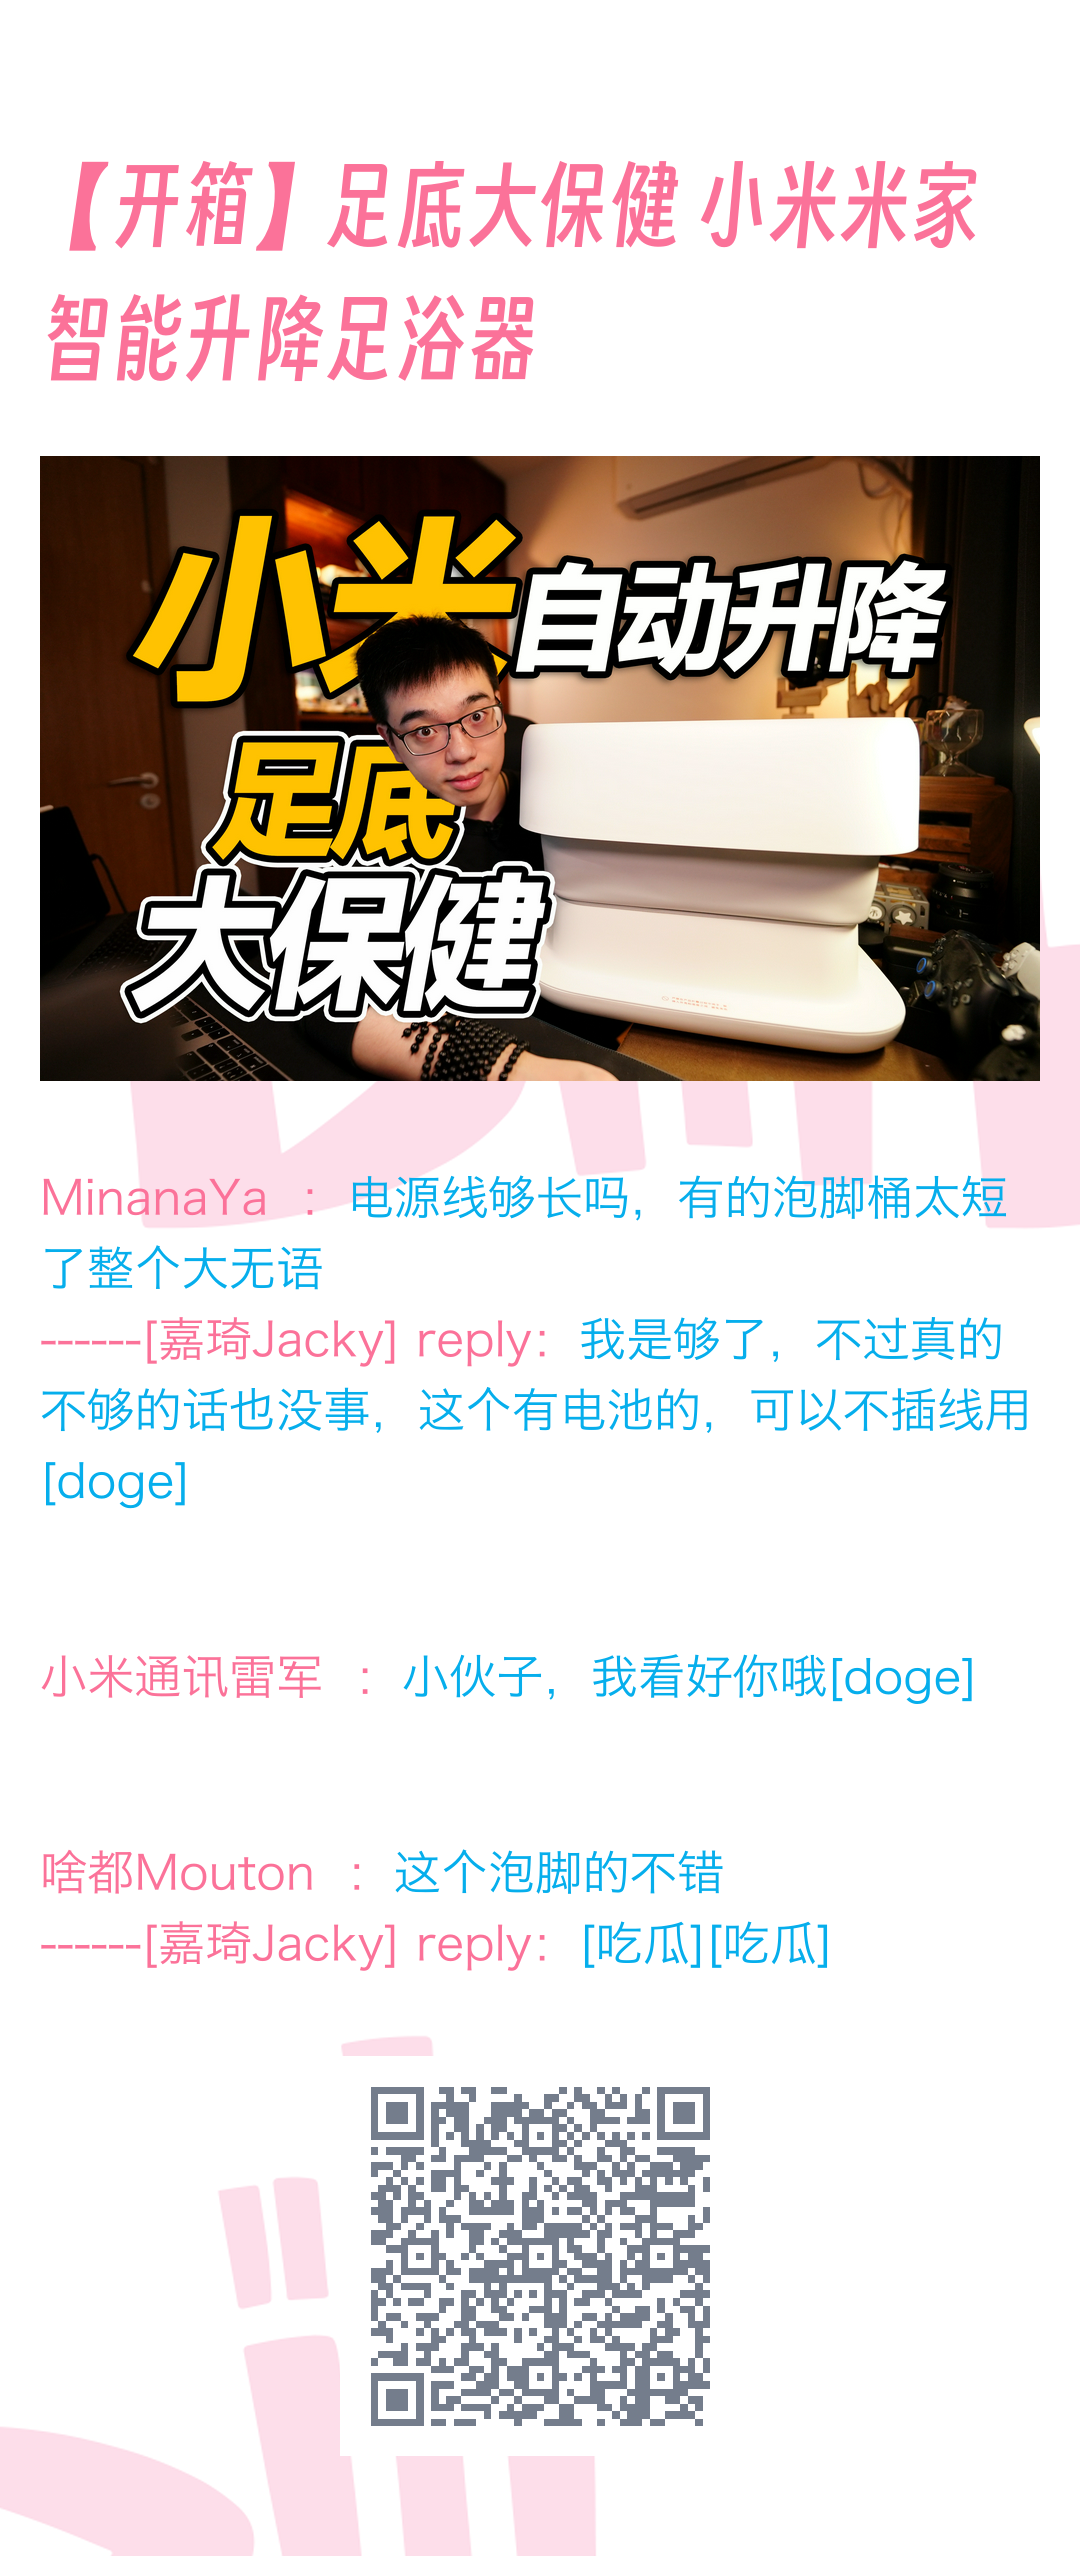 【开箱】足底大保健 小米米家
智能升降足浴器
小米自动升降
足底
大保健
MinanaYa ：电源线够长吗，有的泡脚桶太短
了整个大无语
------[嘉琦Jacky] reply：我是够了，不过真的
不够的话也没事，这个有电池的，可以不插线用
[doge]
小米通讯雷军 ：小伙子，我看好你哦[doge]
啥都Mouton ：这个泡脚的不错
------[嘉琦Jacky] reply：[吃瓜][吃瓜]